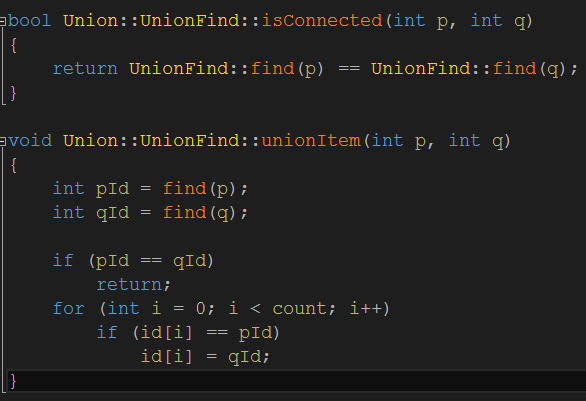 bool Union::UnionFind::isConnected(int p, int q)
{
    return UnionFind::find(p) == UnionFind::find(q);
}

void Union::UnionFind::unionItem(int p, int q)
{
    int pId = find(p);
    int qId = find(q);

    if (pId == qId)
        return;
    for (int i = 0; i < count; i++)
        if (id[i] == pId)
            id[i] = qId;
}